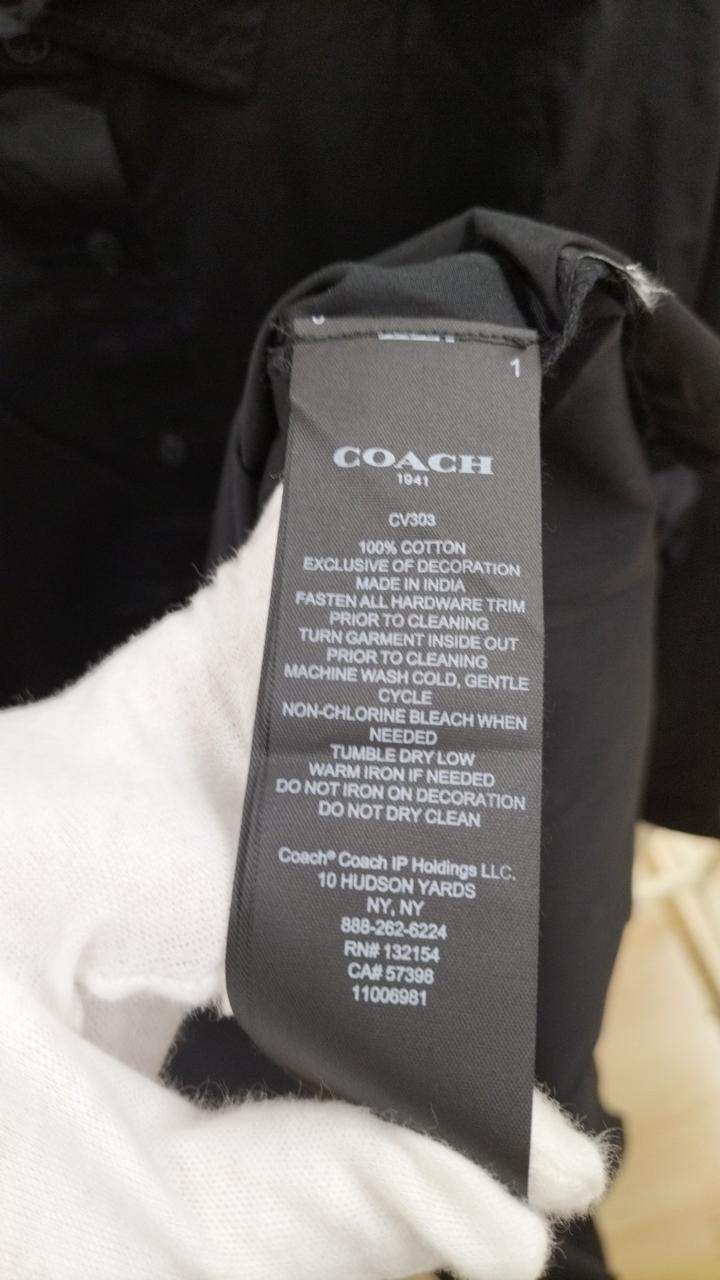 1
COACH
1941
CV303
100% COTTON
EXCLUSIVE OF DECORATION
MADE IN INDIA
FASTEN ALL HARDWARE TRIM
PRIOR TO CLEANING
TURN GARMENT INSIDE OUT
PRIOR TO CLEANING
MACHINE WASH COLD, GENTLE
CYCLE
NON-CHLORINE BLEACH WHEN
NEEDED
TUMBLE DRY LOW
WARM IRON IF NEEDED
DO NOT IRON ON DECORATION
DO NOT DRY CLEAN
Coach® Coach IP Holdings LLC.
10 HUDSON YARDS
NY, NY
888-262-6224
RN# 132154
CA# 57398
11006981